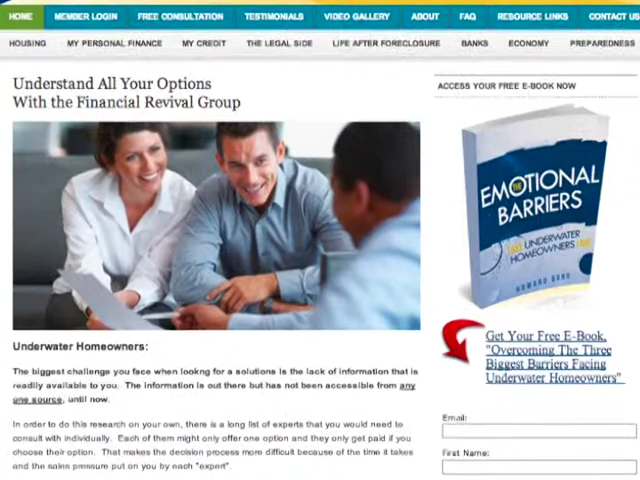 HOME MEMBER LOGIN FREE CONSULTATION TESTIMONIALS VIDEO GALLERY ABOUT FAQ RESOURCE LINKS CONTACT US
HOUSING MY PERSONAL FINANCE MY CREDIT THE LEGAL SIDE LIFE AFTER FORECLOSURE BANKS ECONOMY PREPAREDNESS
Understand All Your Options
With the Financial Revival Group
Underwater Homeowners:
The biggest challenge you face when lookng for a solutions is the lack of information that is
readily available to you. The information is out there but has not been accessible from any
one source, until now.
In order to do this research on your own, there is a long list of experts that you would need to
consult with individually. Each of them might only offer one option and they only get paid if you
choose their option. That makes the decision process more difficult because of the time it takes
and the sales pressure put on you by each "expert".
ACCESS YOUR FREE E-BOOK NOW
THE
EMOTIONAL
BARRIERS
UNDERWATER
HOMEOWNERS
HOWARD
Get Your Free E-Book,
"Overcoming The Three
Biggest Barriers Facing
Underwater Homeowners"
Email:
First Name: